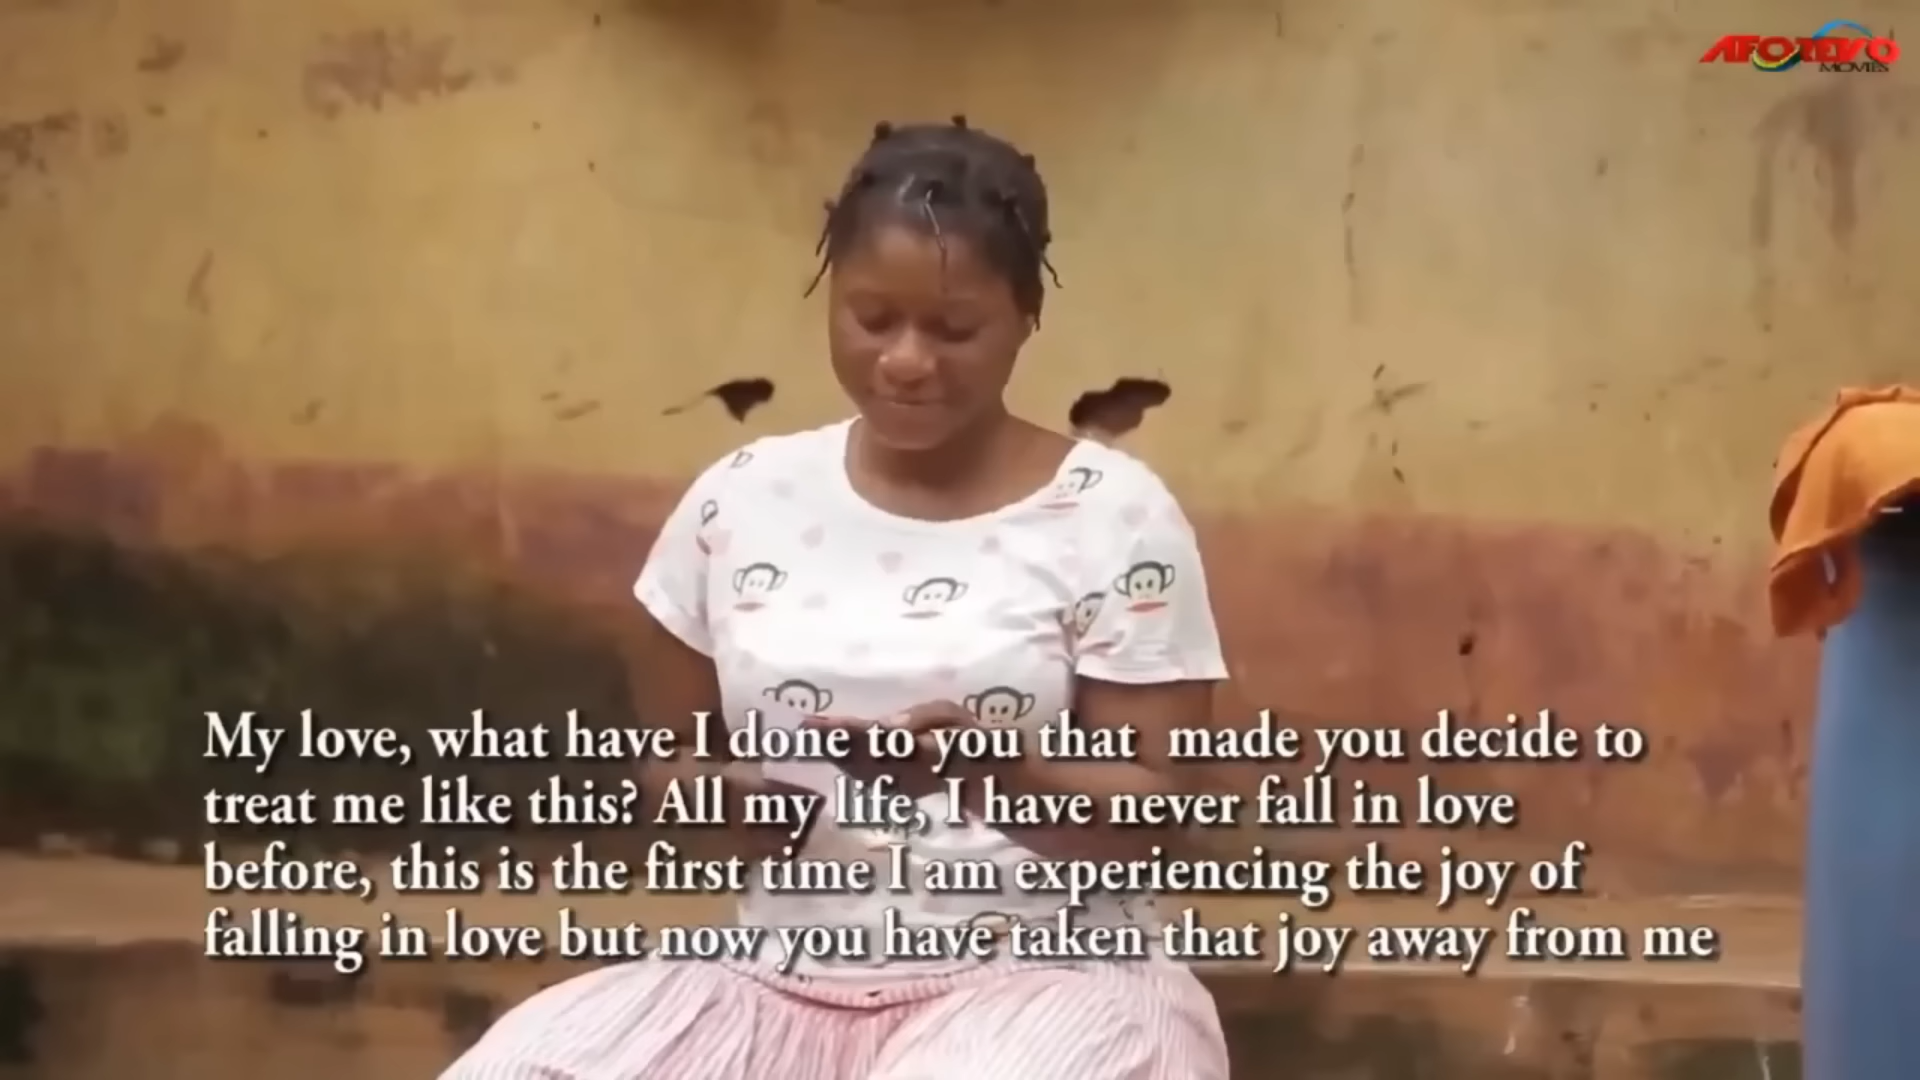 AFOREVO
MOVIES
My love, what have I done to you that made you decide to
treat me like this? All my life, I have never fall in love
before, this is the first time I am experiencing the joy of
falling in love but now you have taken that joy away from me